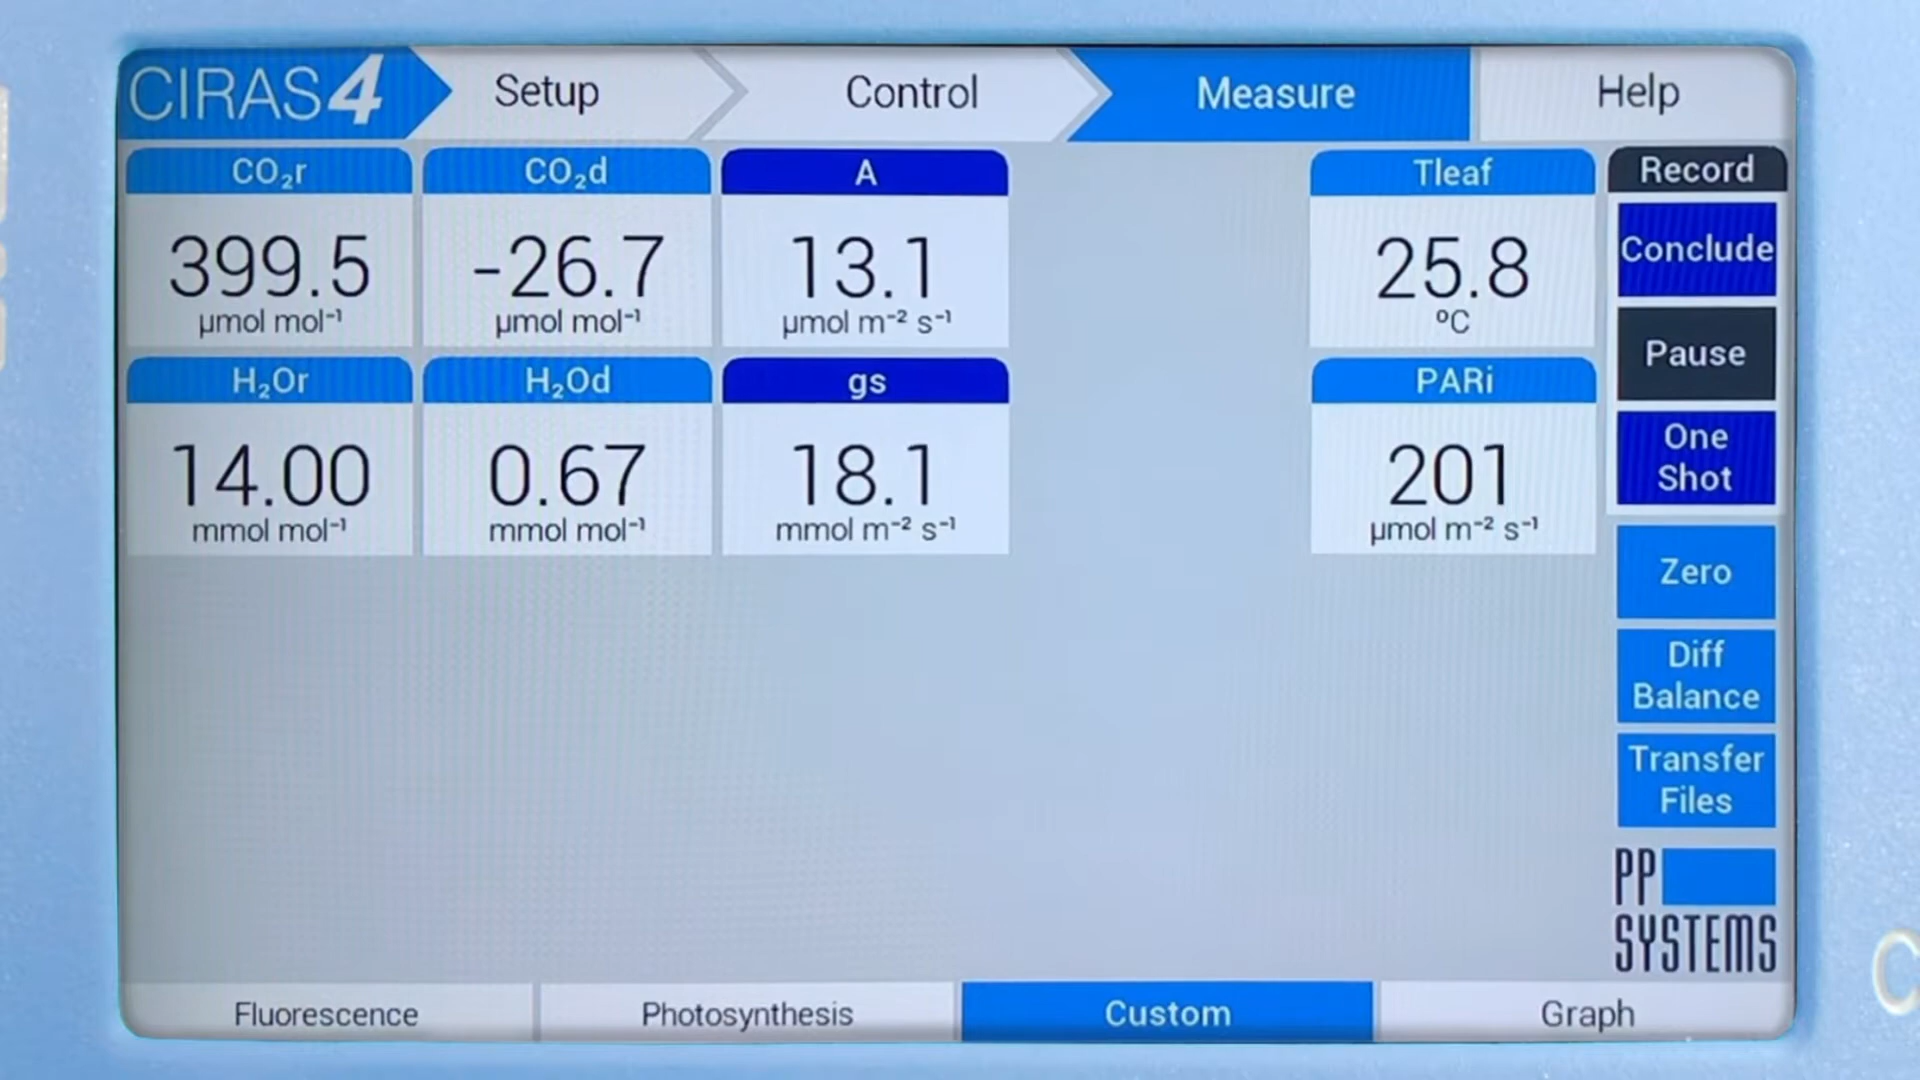 CIRAS4
Setup
Control
Measure
Help
CO₂r
CO₂d
A
Tleaf
Record
399.5
-26.7
13.1
25.8
Conclude
µmol mol⁻¹
µmol mol⁻¹
µmol m⁻² s⁻¹
ºC
Pause
H₂Or
H₂Od
gs
PARi
14.00
0.67
18.1
201
One
Shot
mmol mol⁻¹
mmol mol⁻¹
mmol m⁻² s⁻¹
µmol m⁻² s⁻¹
Zero
Diff
Balance
Transfer
Files
PP
SYSTEMS
Fluorescence
Photosynthesis
Custom
Graph